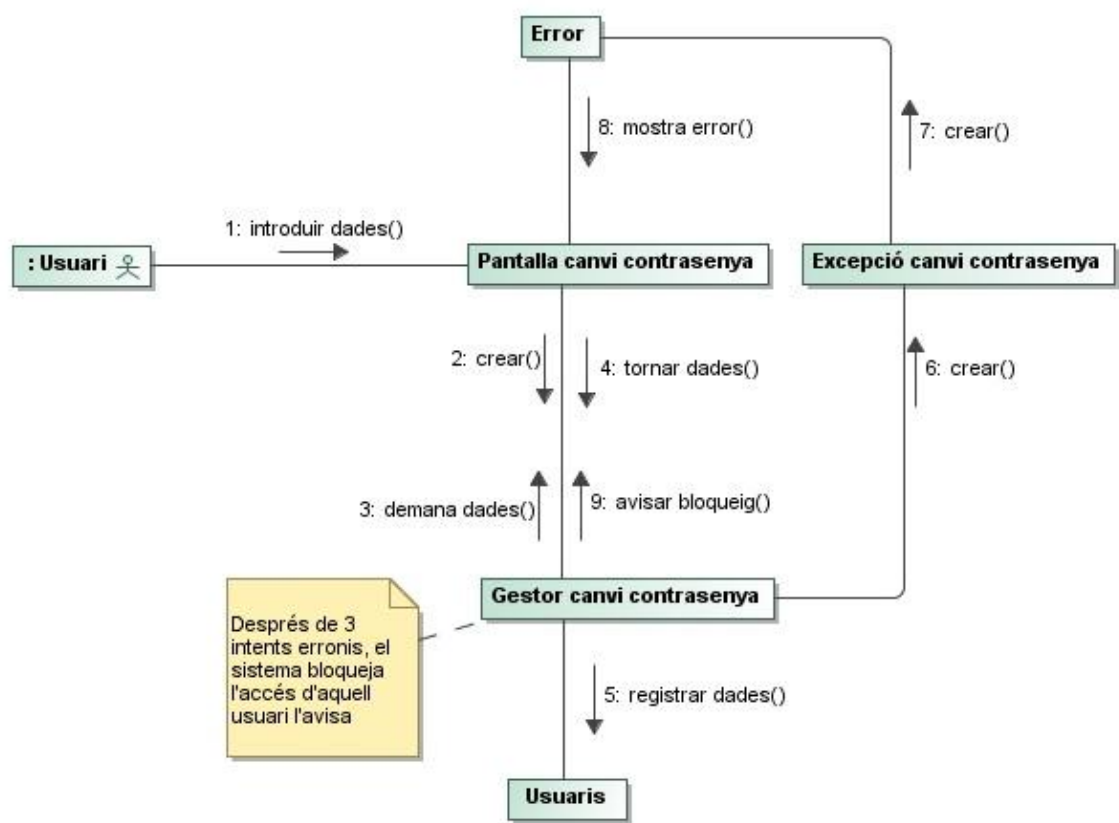 Error
8: mostra error()
7: crear()
1: introduir dades()
: Usuari
Pantalla canvi contrasenya
Excepció canvi contrasenya
2: crear()
4: tornar dades()
6: crear()
3: demana dades()
9: avisar bloqueig()
Gestor canvi contrasenya
Després de 3
intents erronis, el
sistema bloqueja
l'accés d'aquell
usuari l'avisa
5: registrar dades()
Usuaris